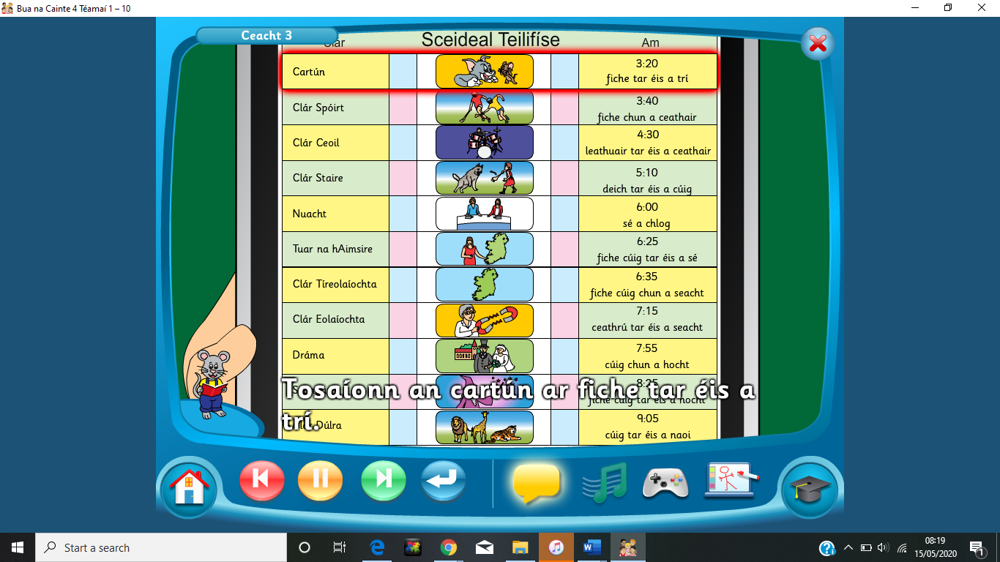 Bua na Cainte 4 Téamaí 1 – 10
Ceacht 3
Sceideal Teilifíse
Clár
Am
Cartún
3:20
fiche tar éis a trí
Clár Spóirt
3:40
fiche chun a ceathair
Clár Ceoil
4:30
leathuair tar éis a ceathair
Clár Staire
5:10
deich tar éis a cúig
Nuacht
6:00
sé a chlog
Tuar na hAimsire
6:25
fiche cúig tar éis a sé
Clár Tíreolaíochta
6:35
fiche cúig chun a seacht
Clár Eolaíochta
7:15
ceathrú tar éis a seacht
Dráma
7:55
cúig chun a hocht
8:25
fiche cúig tar éis a hocht
Tosaíonn an cartún ar fiche tar éis a
trí.
Dúlra
9:05
cúig tar éis a naoi
Start a search
08:19
15/05/2020
1